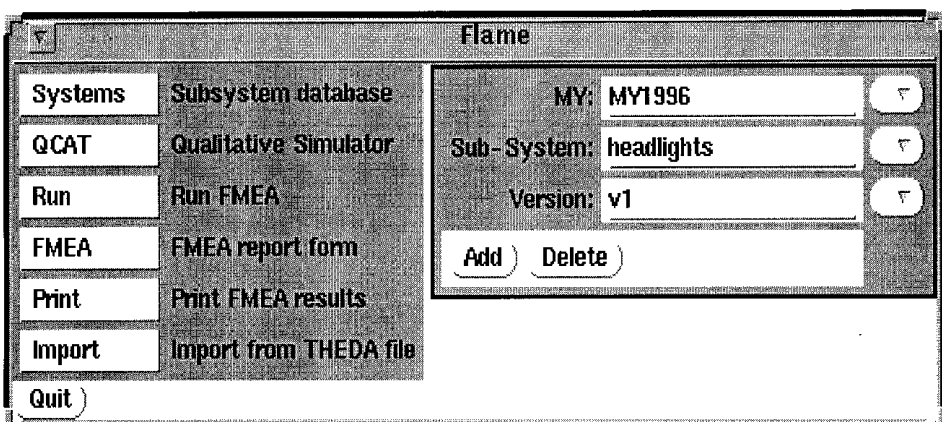 Flame
Systems Subsystem database
QCAT Qualitative Simulator
Run Run FMEA
FMEA FMEA report form
Print Print FMEA results
Import Import from THEDA file
Quit
MY: MY1996
Sub-System: headlights
Version: v1
Add Delete